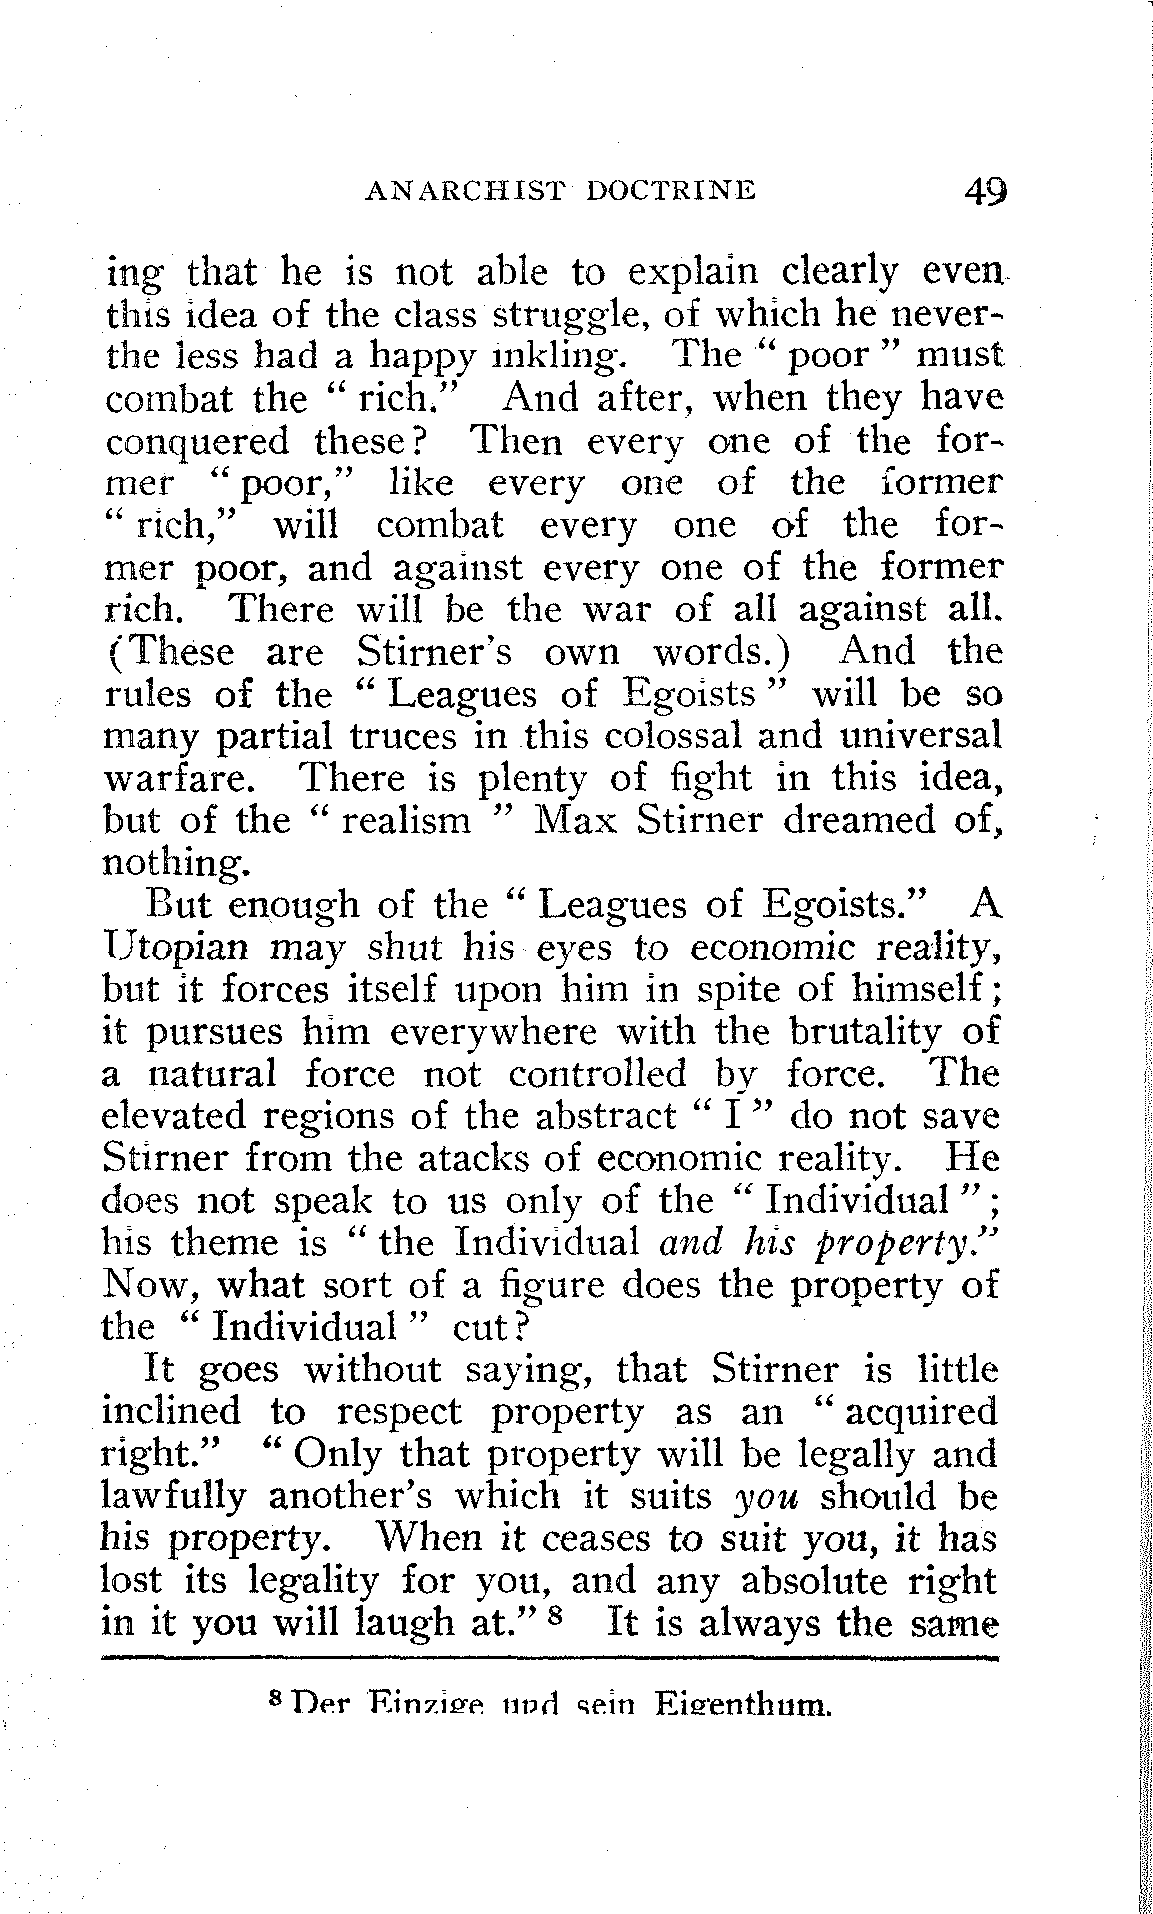 ANARCHIST DOCTRINE 49
ing that he is not able to explain clearly even
this idea of the class struggle, of which he never-
the less had a happy inkling. The “ poor ” must
combat the “ rich.” And after, when they have
conquered these? Then every one of the for-
mer “ poor,” like every one of the former
“ rich,” will combat every one of the for-
mer poor, and against every one of the former
rich. There will be the war of all against all.
(These are Stirner's own words.) And the
rules of the “ Leagues of Egoists ” will be so
many partial truces in this colossal and universal
warfare. There is plenty of fight in this idea,
but of the “ realism ” Max Stirner dreamed of,
nothing.
But enough of the “ Leagues of Egoists.” A
Utopian may shut his eyes to economic reality,
but it forces itself upon him in spite of himself ;
it pursues him everywhere with the brutality of
a natural force not controlled by force. The
elevated regions of the abstract “ I ” do not save
Stirner from the atacks of economic reality. He
does not speak to us only of the “ Individual ” ;
his theme is “ the Individual and his property.”
Now, what sort of a figure does the property of
the “ Individual ” cut?
It goes without saying, that Stirner is little
inclined to respect property as an “ acquired
right.” “ Only that property will be legally and
lawfully another's which it suits you should be
his property. When it ceases to suit you, it has
lost its legality for you, and any absolute right
in it you will laugh at.” 8 It is always the same
8 Der Einzige und sein Eigenthum.